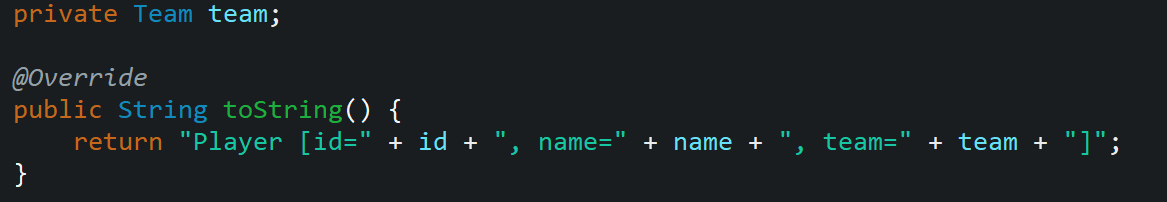 private Team team;
@Override
public String toString() {
    return "Player [id=" + id + ", name=" + name + ", team=" + team + "]";
}